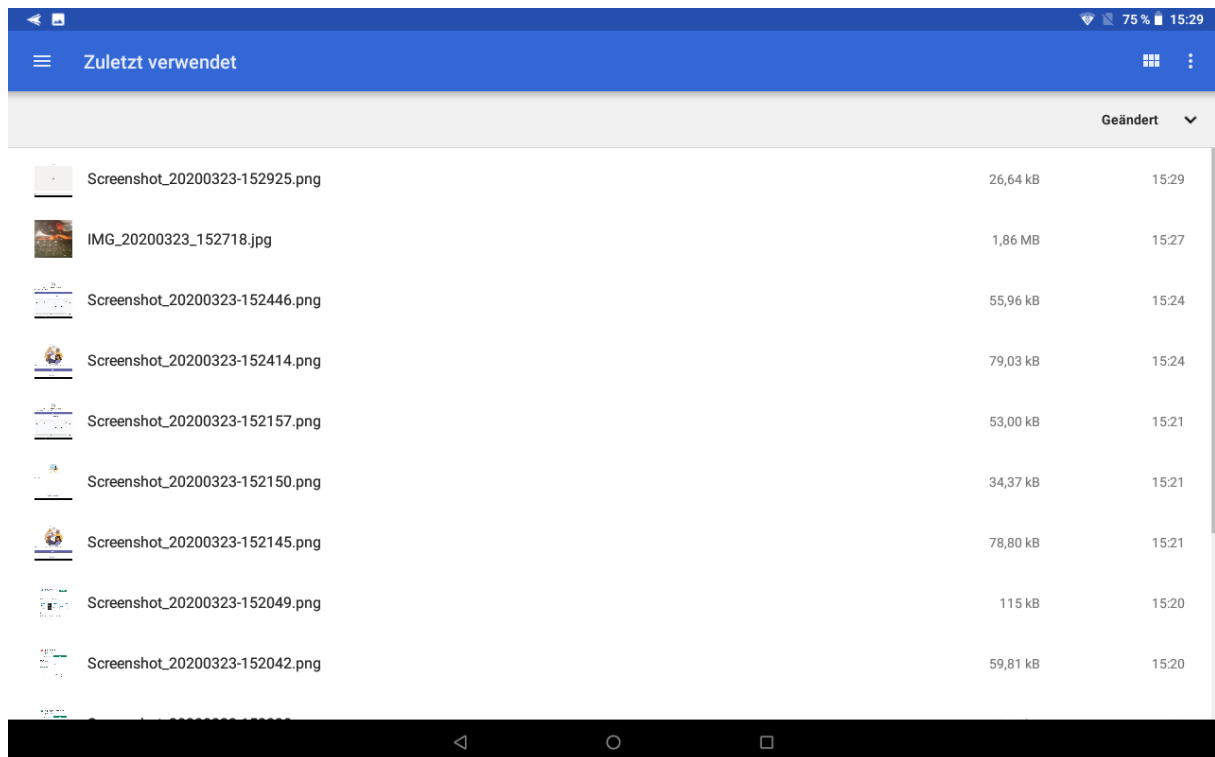 75 % 15:29
Zuletzt verwendet
Geändert
Screenshot_20200323-152925.png 26,64 kB 15:29
IMG_20200323_152718.jpg 1,86 MB 15:27
Screenshot_20200323-152446.png 55,96 kB 15:24
Screenshot_20200323-152414.png 79,03 kB 15:24
Screenshot_20200323-152157.png 53,00 kB 15:21
Screenshot_20200323-152150.png 34,37 kB 15:21
Screenshot_20200323-152145.png 78,80 kB 15:21
Screenshot_20200323-152049.png 115 kB 15:20
Screenshot_20200323-152042.png 59,81 kB 15:20